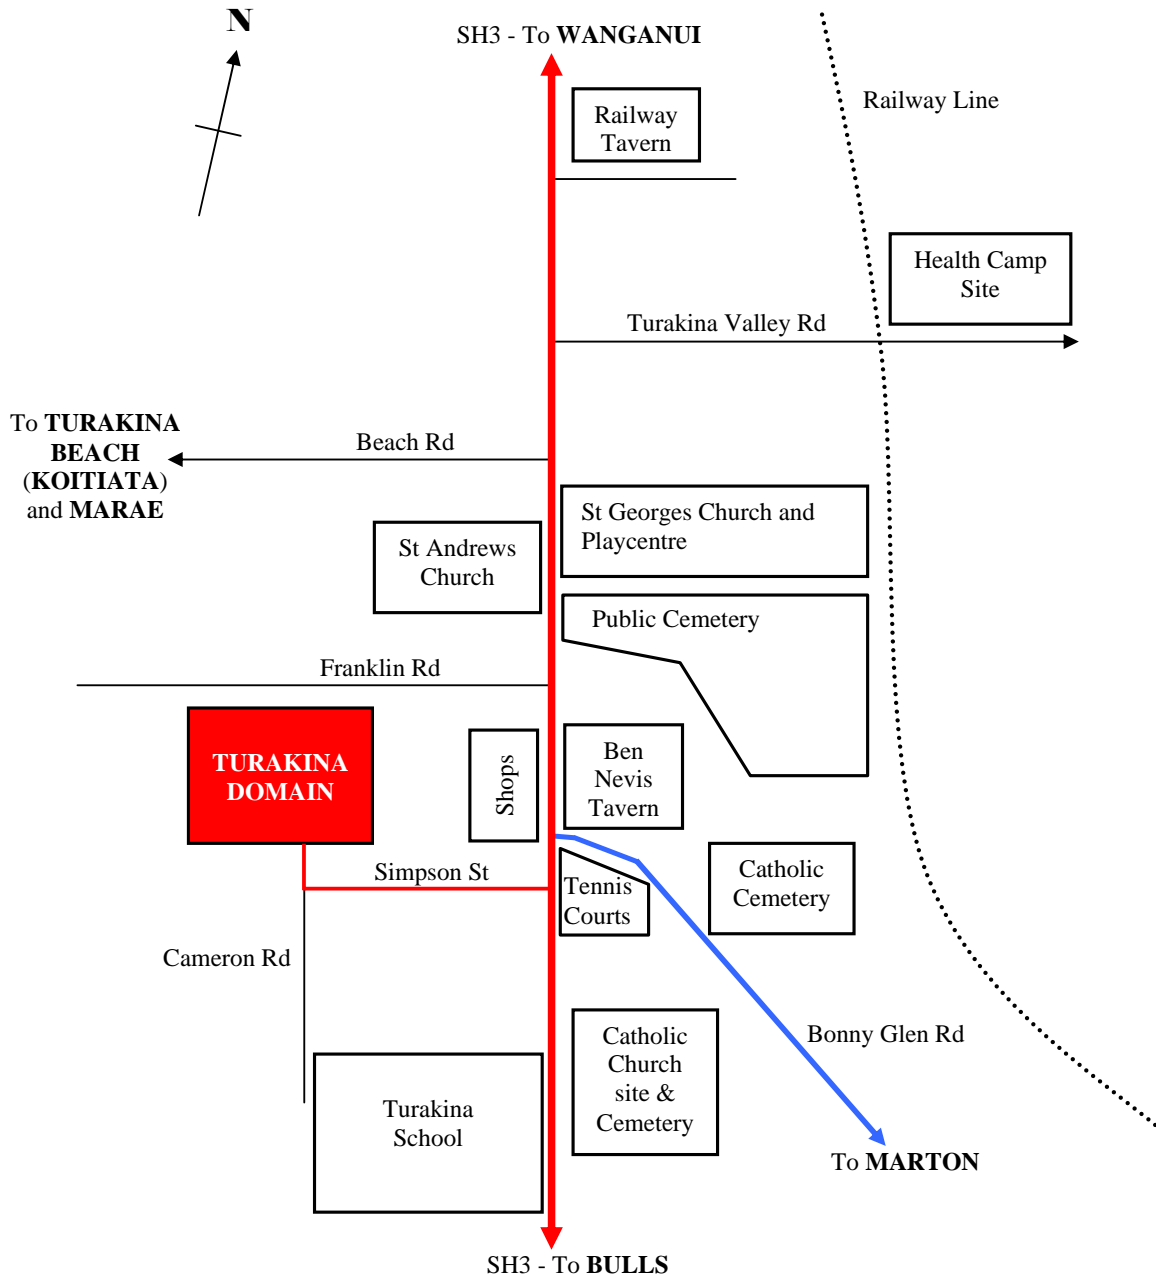 N
SH3 - To WANGANUI
Railway
Tavern
Railway Line
Health Camp
Site
Turakina Valley Rd
To TURAKINA
BEACH
(KOITIATA)
and MARAE
Beach Rd
St Georges Church and
Playcentre
St Andrews
Church
Public Cemetery
Franklin Rd
TURAKINA
DOMAIN
Shops
Ben
Nevis
Tavern
Simpson St
Tennis
Courts
Catholic
Cemetery
Cameron Rd
Catholic
Church
site &
Cemetery
Bonny Glen Rd
Turakina
School
To MARTON
SH3 - To BULLS